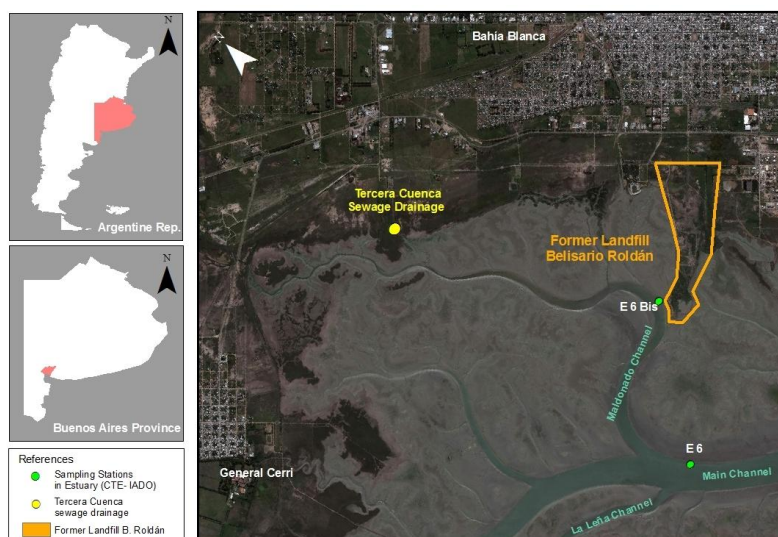 N
Argentine Rep.
N
Buenos Aires Province
References
Sampling Stations
in Estuary (CTE- IADO)
Tercera Cuenca
sewage drainage
Former Landfill B. Roldán
N
Bahía Blanca
Tercera Cuenca
Sewage Drainage
Former Landfill
Belisario Roldán
E 6 Bis
Maldonado Channel
E 6
Main Channel
La Leña Channel
General Cerri